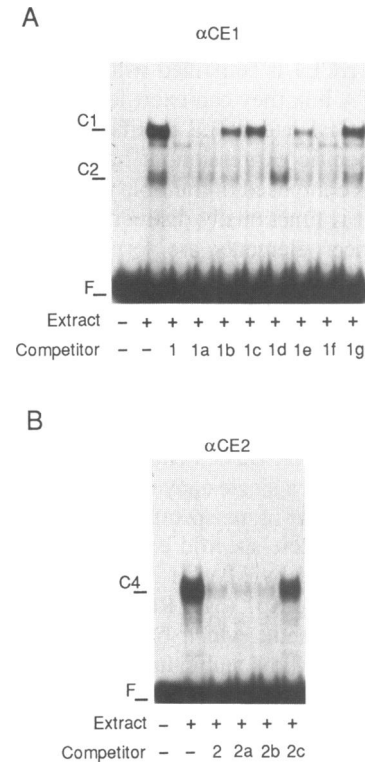 A
αCE1
C1
C2
F
Extract – + + + + + + + + +
Competitor – – 1 1a 1b 1c 1d 1e 1f 1g
B
αCE2
C4
F
Extract – + + + + +
Competitor – – 2 2a 2b 2c